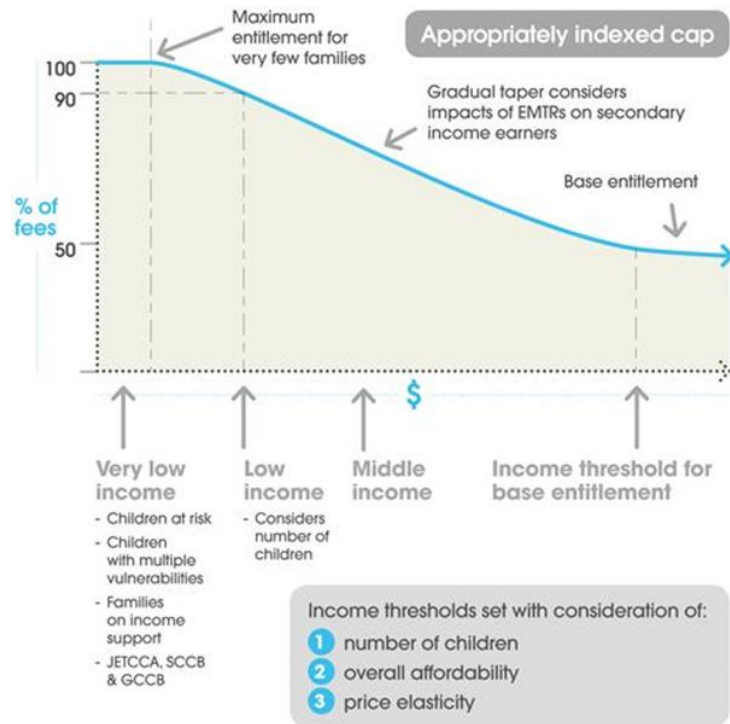 Maximum
entitlement for
very few families
Appropriately indexed cap
100
90
Gradual taper considers
impacts of EMTRs on secondary
income earners
Base entitlement
% of
fees
50
$
Very low
income
- Children at risk
- Children
with multiple
vulnerabilities
- Families
on income
support
- JETCCA, SCCB
& GCCB
Low
income
- Considers
number of
children
Middle
income
Income threshold for
base entitlement
Income thresholds set with consideration of:
1 number of children
2 overall affordability
3 price elasticity